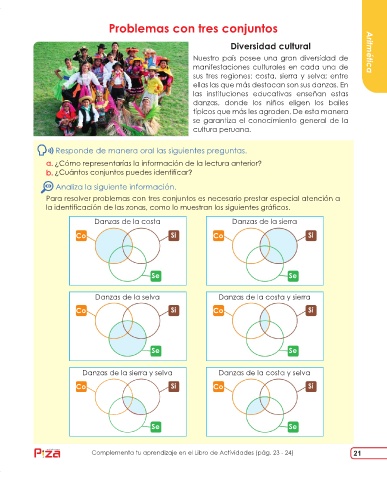 Problemas con tres conjuntos
Aritmética
Diversidad cultural
Nuestro país posee una gran diversidad de
manifestaciones culturales en cada una de
sus tres regiones: costa, sierra y selva; entre
ellas las que más destacan son sus danzas. En
las instituciones educativas enseñan estas
danzas, donde los niños eligen los bailes
típicos que más les agraden. De esta manera
se garantiza el conocimiento general de la
cultura peruana.
Responde de manera oral las siguientes preguntas.
a. ¿Cómo representarías la información de la lectura anterior?
b. ¿Cuántos conjuntos puedes identificar?
Analiza la siguiente información.
Para resolver problemas con tres conjuntos es necesario prestar especial atención a
la identificación de las zonas, como lo muestran los siguientes gráficos.
Danzas de la costa
Co
Si
Se
Danzas de la sierra
Co
Si
Se
Danzas de la selva
Co
Si
Se
Danzas de la costa y sierra
Co
Si
Se
Danzas de la sierra y selva
Co
Si
Se
Danzas de la costa y selva
Co
Si
Se
Complementa tu aprendizaje en el Libro de Actividades (pág. 23 - 24)
21